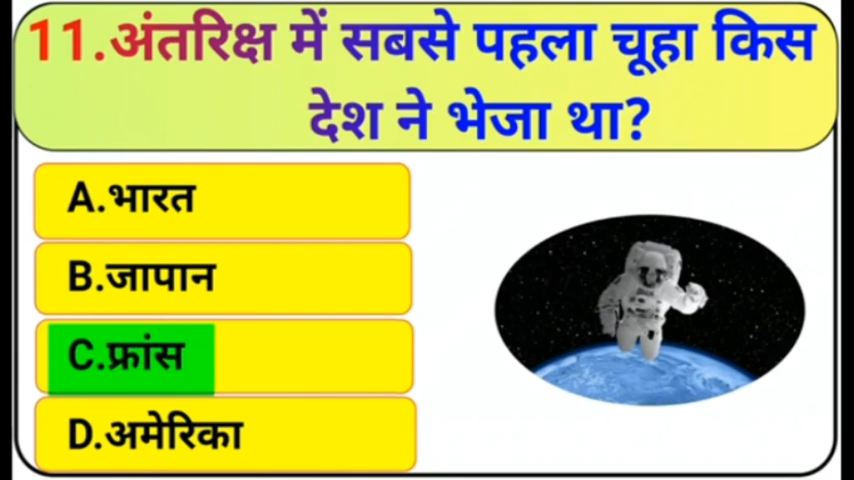 11.अंतरिक्ष में सबसे पहला चूहा किस
देश ने भेजा था?
A.भारत
B.जापान
C.फ्रांस
D.अमेरिका